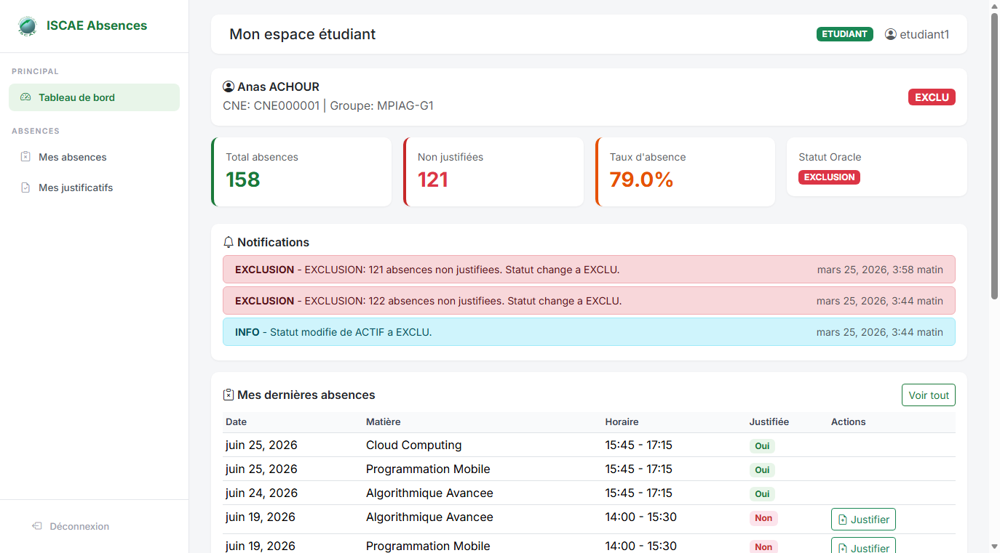 ISCAE Absences
PRINCIPAL
Tableau de bord
ABSENCES
Mes absences
Mes justificatifs
Déconnexion
Mon espace étudiant
ETUDIANT etudiant1
Anas ACHOUR
CNE: CNE000001 | Groupe: MPIAG-G1
EXCLU
Total absences
158
Non justifiées
121
Taux d'absence
79.0%
Statut Oracle
EXCLUSION
Notifications
EXCLUSION - EXCLUSION: 121 absences non justifiees. Statut change a EXCLU. mars 25, 2026, 3:58 matin
EXCLUSION - EXCLUSION: 122 absences non justifiees. Statut change a EXCLU. mars 25, 2026, 3:44 matin
INFO - Statut modifie de ACTIF a EXCLU. mars 25, 2026, 3:44 matin
Mes dernières absences Voir tout
Date Matière Horaire Justifiée Actions
juin 25, 2026 Cloud Computing 15:45 - 17:15 Oui
juin 25, 2026 Programmation Mobile 15:45 - 17:15 Oui
juin 24, 2026 Algorithmique Avancee 15:45 - 17:15 Oui
juin 19, 2026 Algorithmique Avancee 14:00 - 15:30 Non Justifier
juin 19, 2026 Programmation Mobile 14:00 - 15:30 Non Justifier